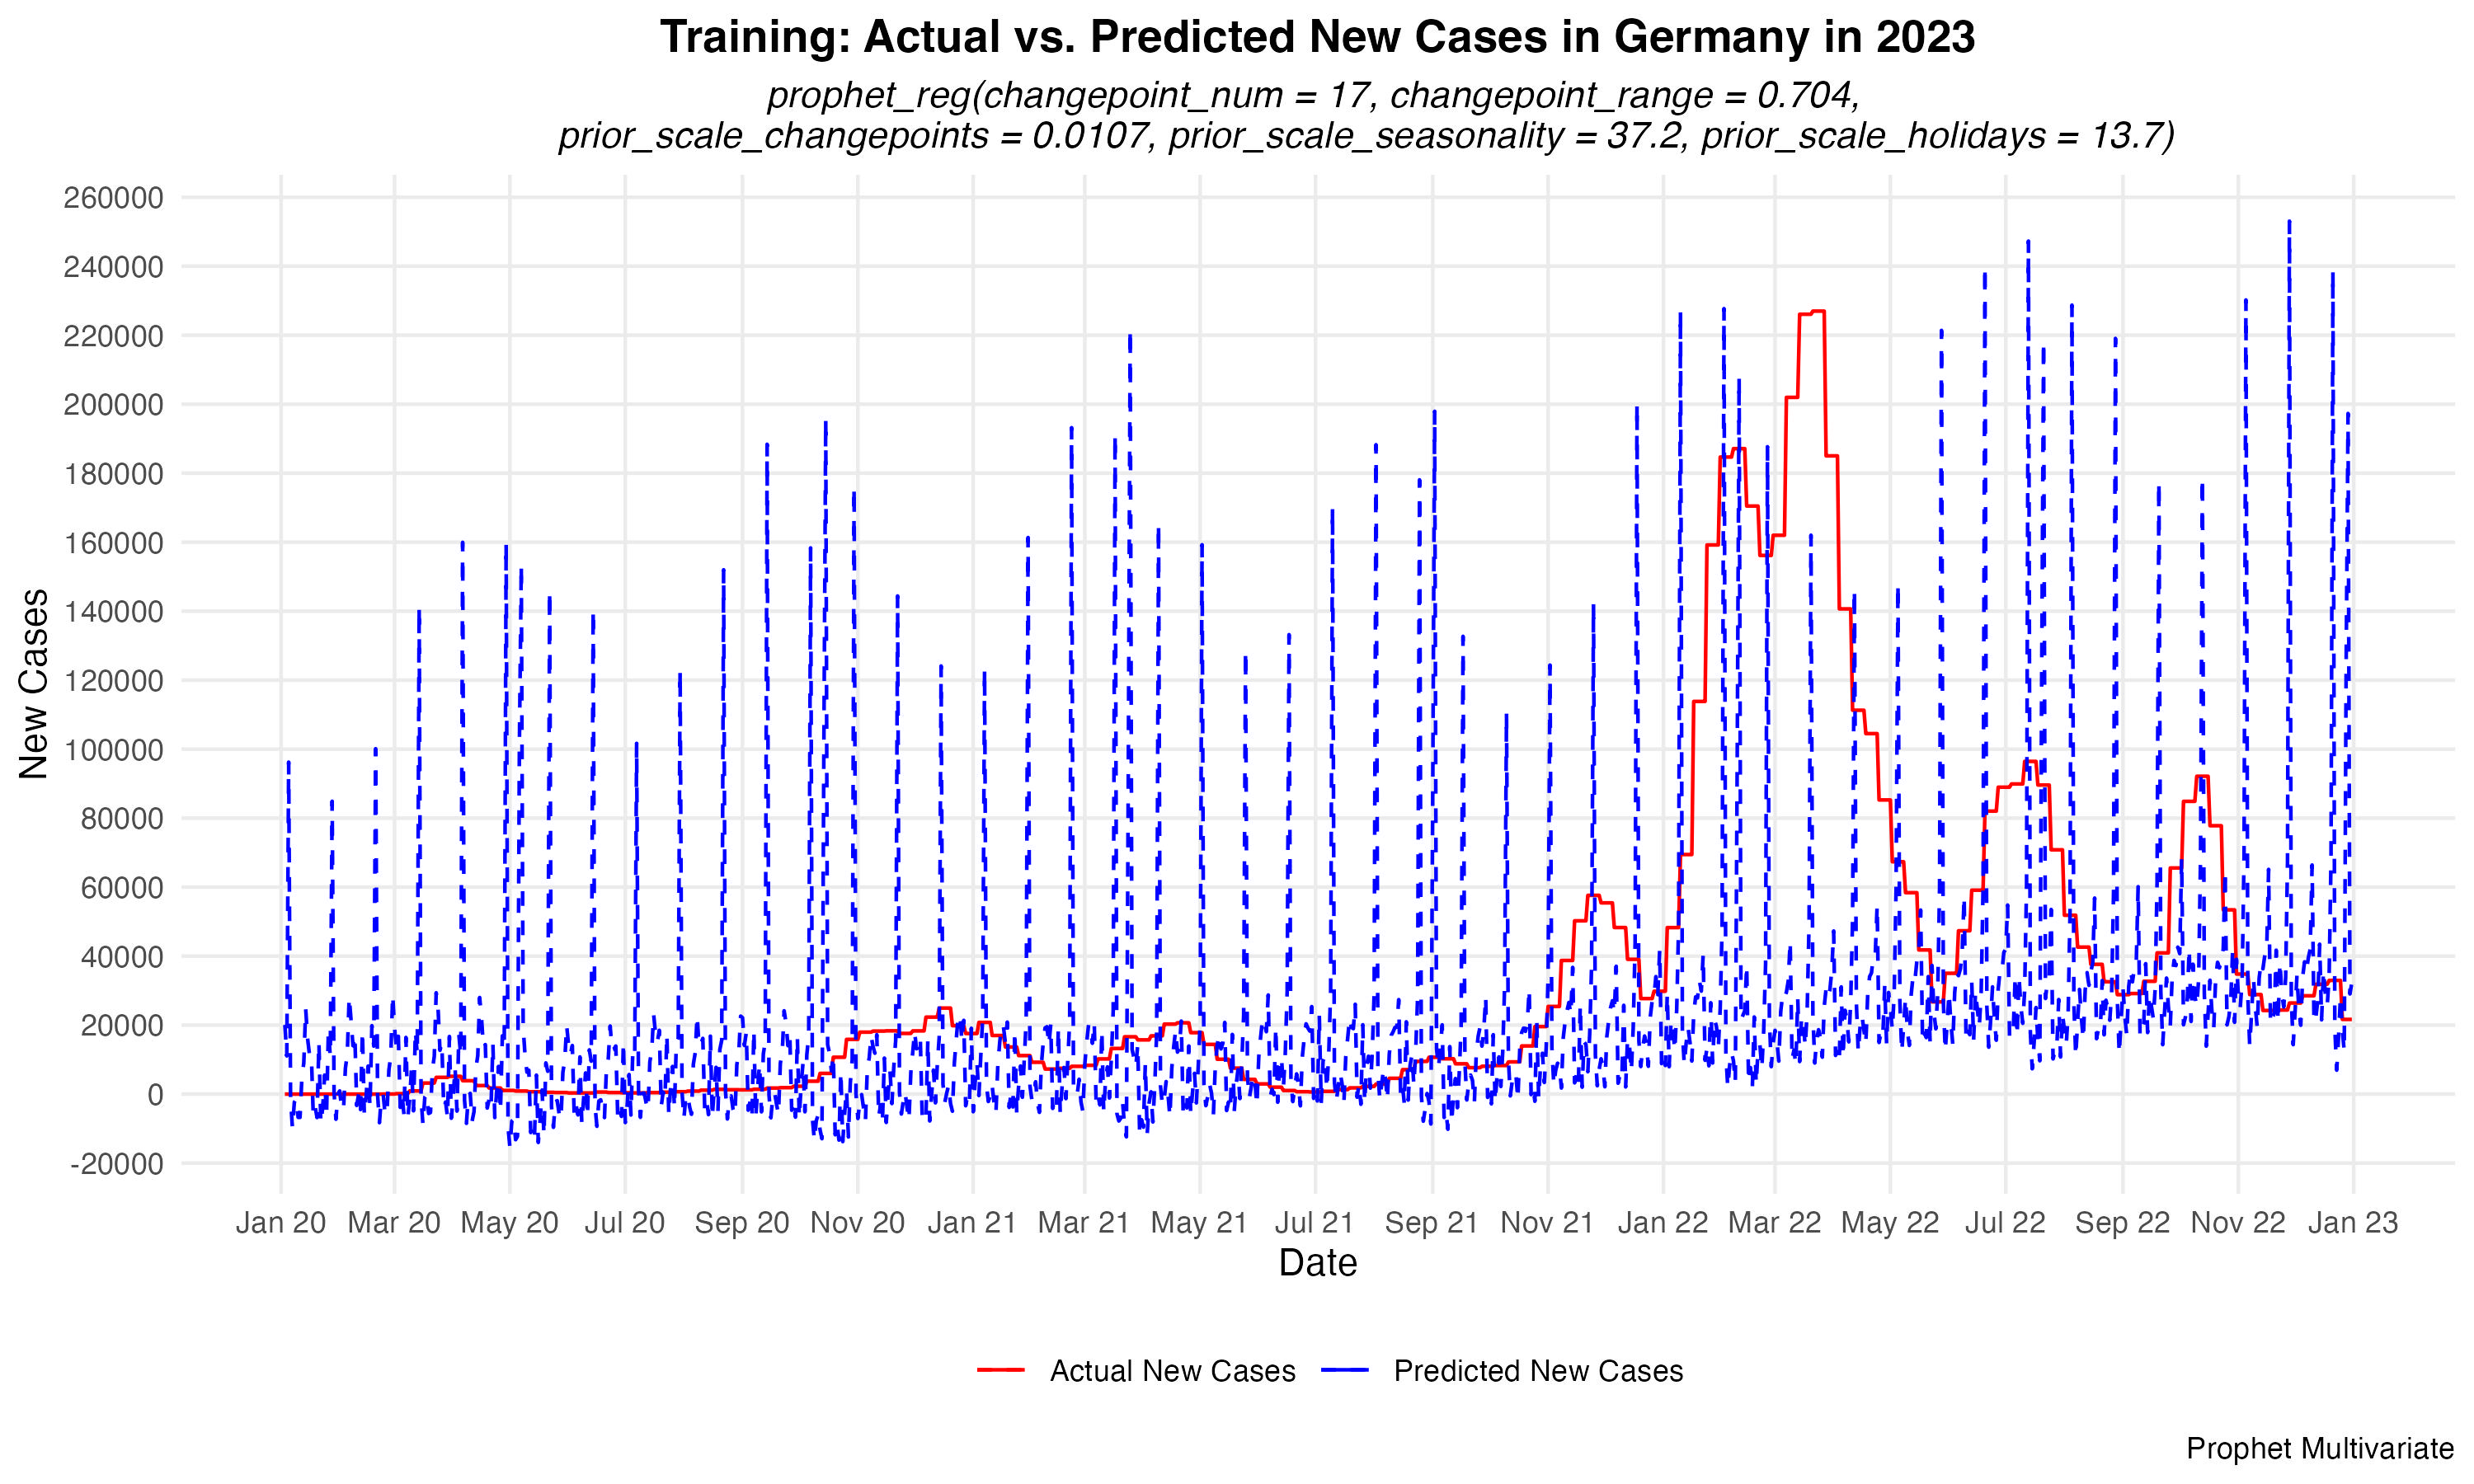 Training: Actual vs. Predicted New Cases in Germany in 2023
prophet_reg(changepoint_num = 17, changepoint_range = 0.704,
prior_scale_changepoints = 0.0107, prior_scale_seasonality = 37.2, prior_scale_holidays = 13.7)
New Cases
260000
240000
220000
200000
180000
160000
140000
120000
100000
80000
60000
40000
20000
0
-20000
Jan 20 Mar 20 May 20 Jul 20 Sep 20 Nov 20 Jan 21 Mar 21 May 21 Jul 21 Sep 21 Nov 21 Jan 22 Mar 22 May 22 Jul 22 Sep 22 Nov 22 Jan 23
Date
Actual New Cases Predicted New Cases
Prophet Multivariate